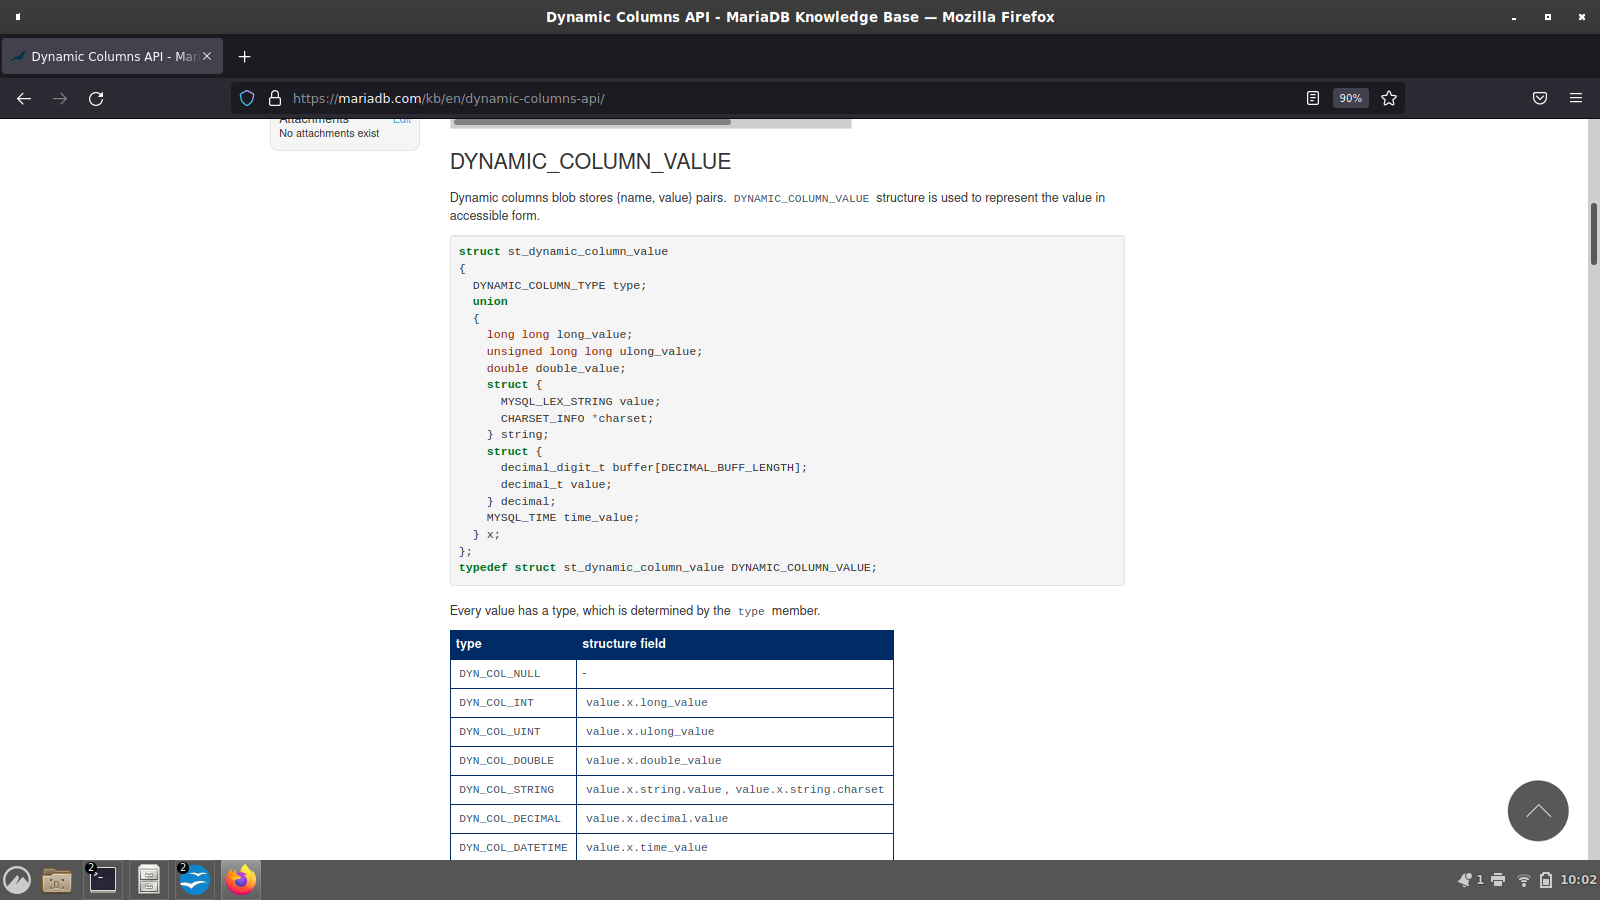 Dynamic Columns API - MariaDB Knowledge Base — Mozilla Firefox
Dynamic Columns API - Mar
https://mariadb.com/kb/en/dynamic-columns-api/
90%
Attachments Edit
No attachments exist
DYNAMIC_COLUMN_VALUE
Dynamic columns blob stores {name, value} pairs. DYNAMIC_COLUMN_VALUE structure is used to represent the value in
accessible form.
struct st_dynamic_column_value
{
  DYNAMIC_COLUMN_TYPE type;
  union
  {
    long long long_value;
    unsigned long long ulong_value;
    double double_value;
    struct {
      MYSQL_LEX_STRING value;
      CHARSET_INFO *charset;
    } string;
    struct {
      decimal_digit_t buffer[DECIMAL_BUFF_LENGTH];
      decimal_t value;
    } decimal;
    MYSQL_TIME time_value;
  } x;
};
typedef struct st_dynamic_column_value DYNAMIC_COLUMN_VALUE;
Every value has a type, which is determined by the type member.
type structure field
DYN_COL_NULL -
DYN_COL_INT value.x.long_value
DYN_COL_UINT value.x.ulong_value
DYN_COL_DOUBLE value.x.double_value
DYN_COL_STRING value.x.string.value, value.x.string.charset
DYN_COL_DECIMAL value.x.decimal.value
DYN_COL_DATETIME value.x.time_value
2
2
1
10:02